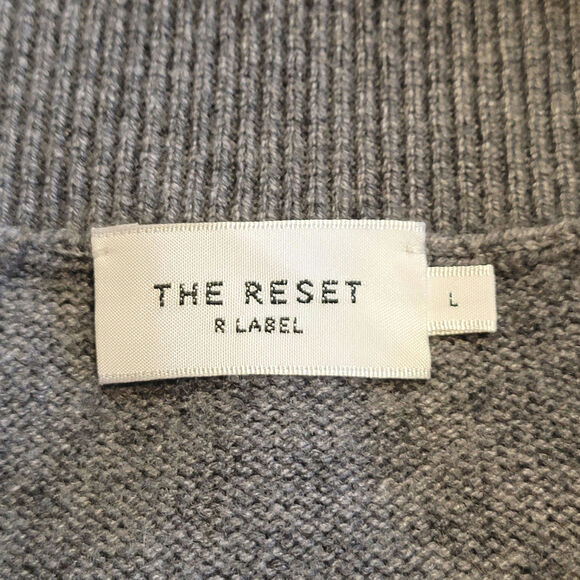 THE RESET
R LABEL
L